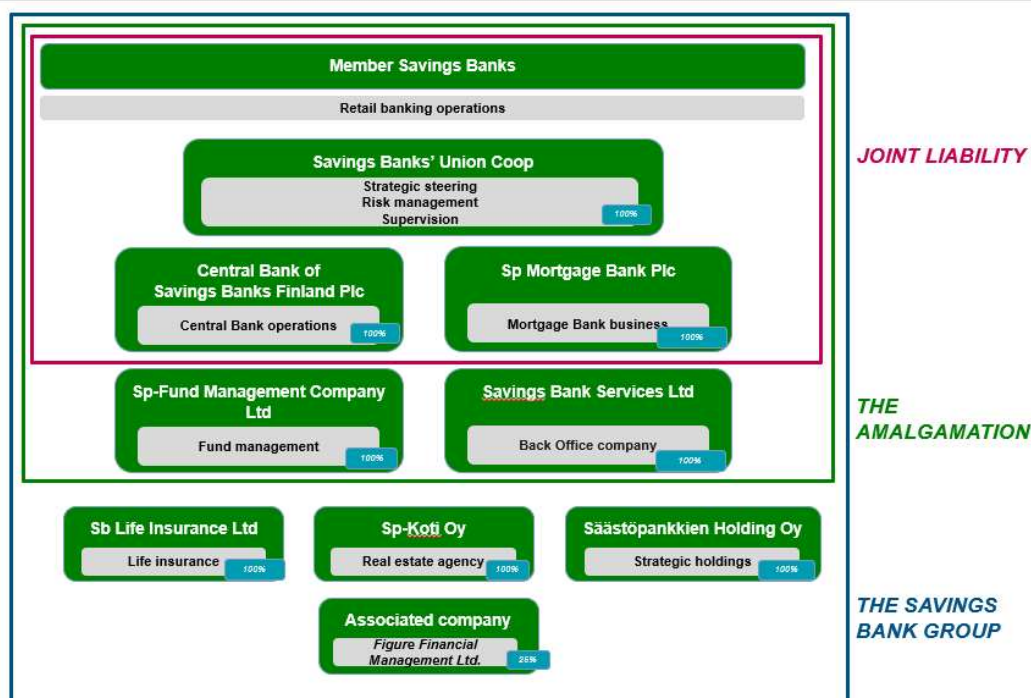 Member Savings Banks
Retail banking operations
JOINT LIABILITY
Savings Banks’ Union Coop
Strategic steering
Risk management
Supervision
100%
Central Bank of
Savings Banks Finland Plc
Central Bank operations
100%
Sp Mortgage Bank Plc
Mortgage Bank business
100%
Sp-Fund Management Company
Ltd
Fund management
100%
Savings Bank Services Ltd
Back Office company
100%
THE
AMALGAMATION
Sb Life Insurance Ltd
Life insurance
100%
Sp-Koti Oy
Real estate agency
100%
Säästöpankkien Holding Oy
Strategic holdings
100%
Associated company
Figure Financial
Management Ltd.
25%
THE SAVINGS
BANK GROUP